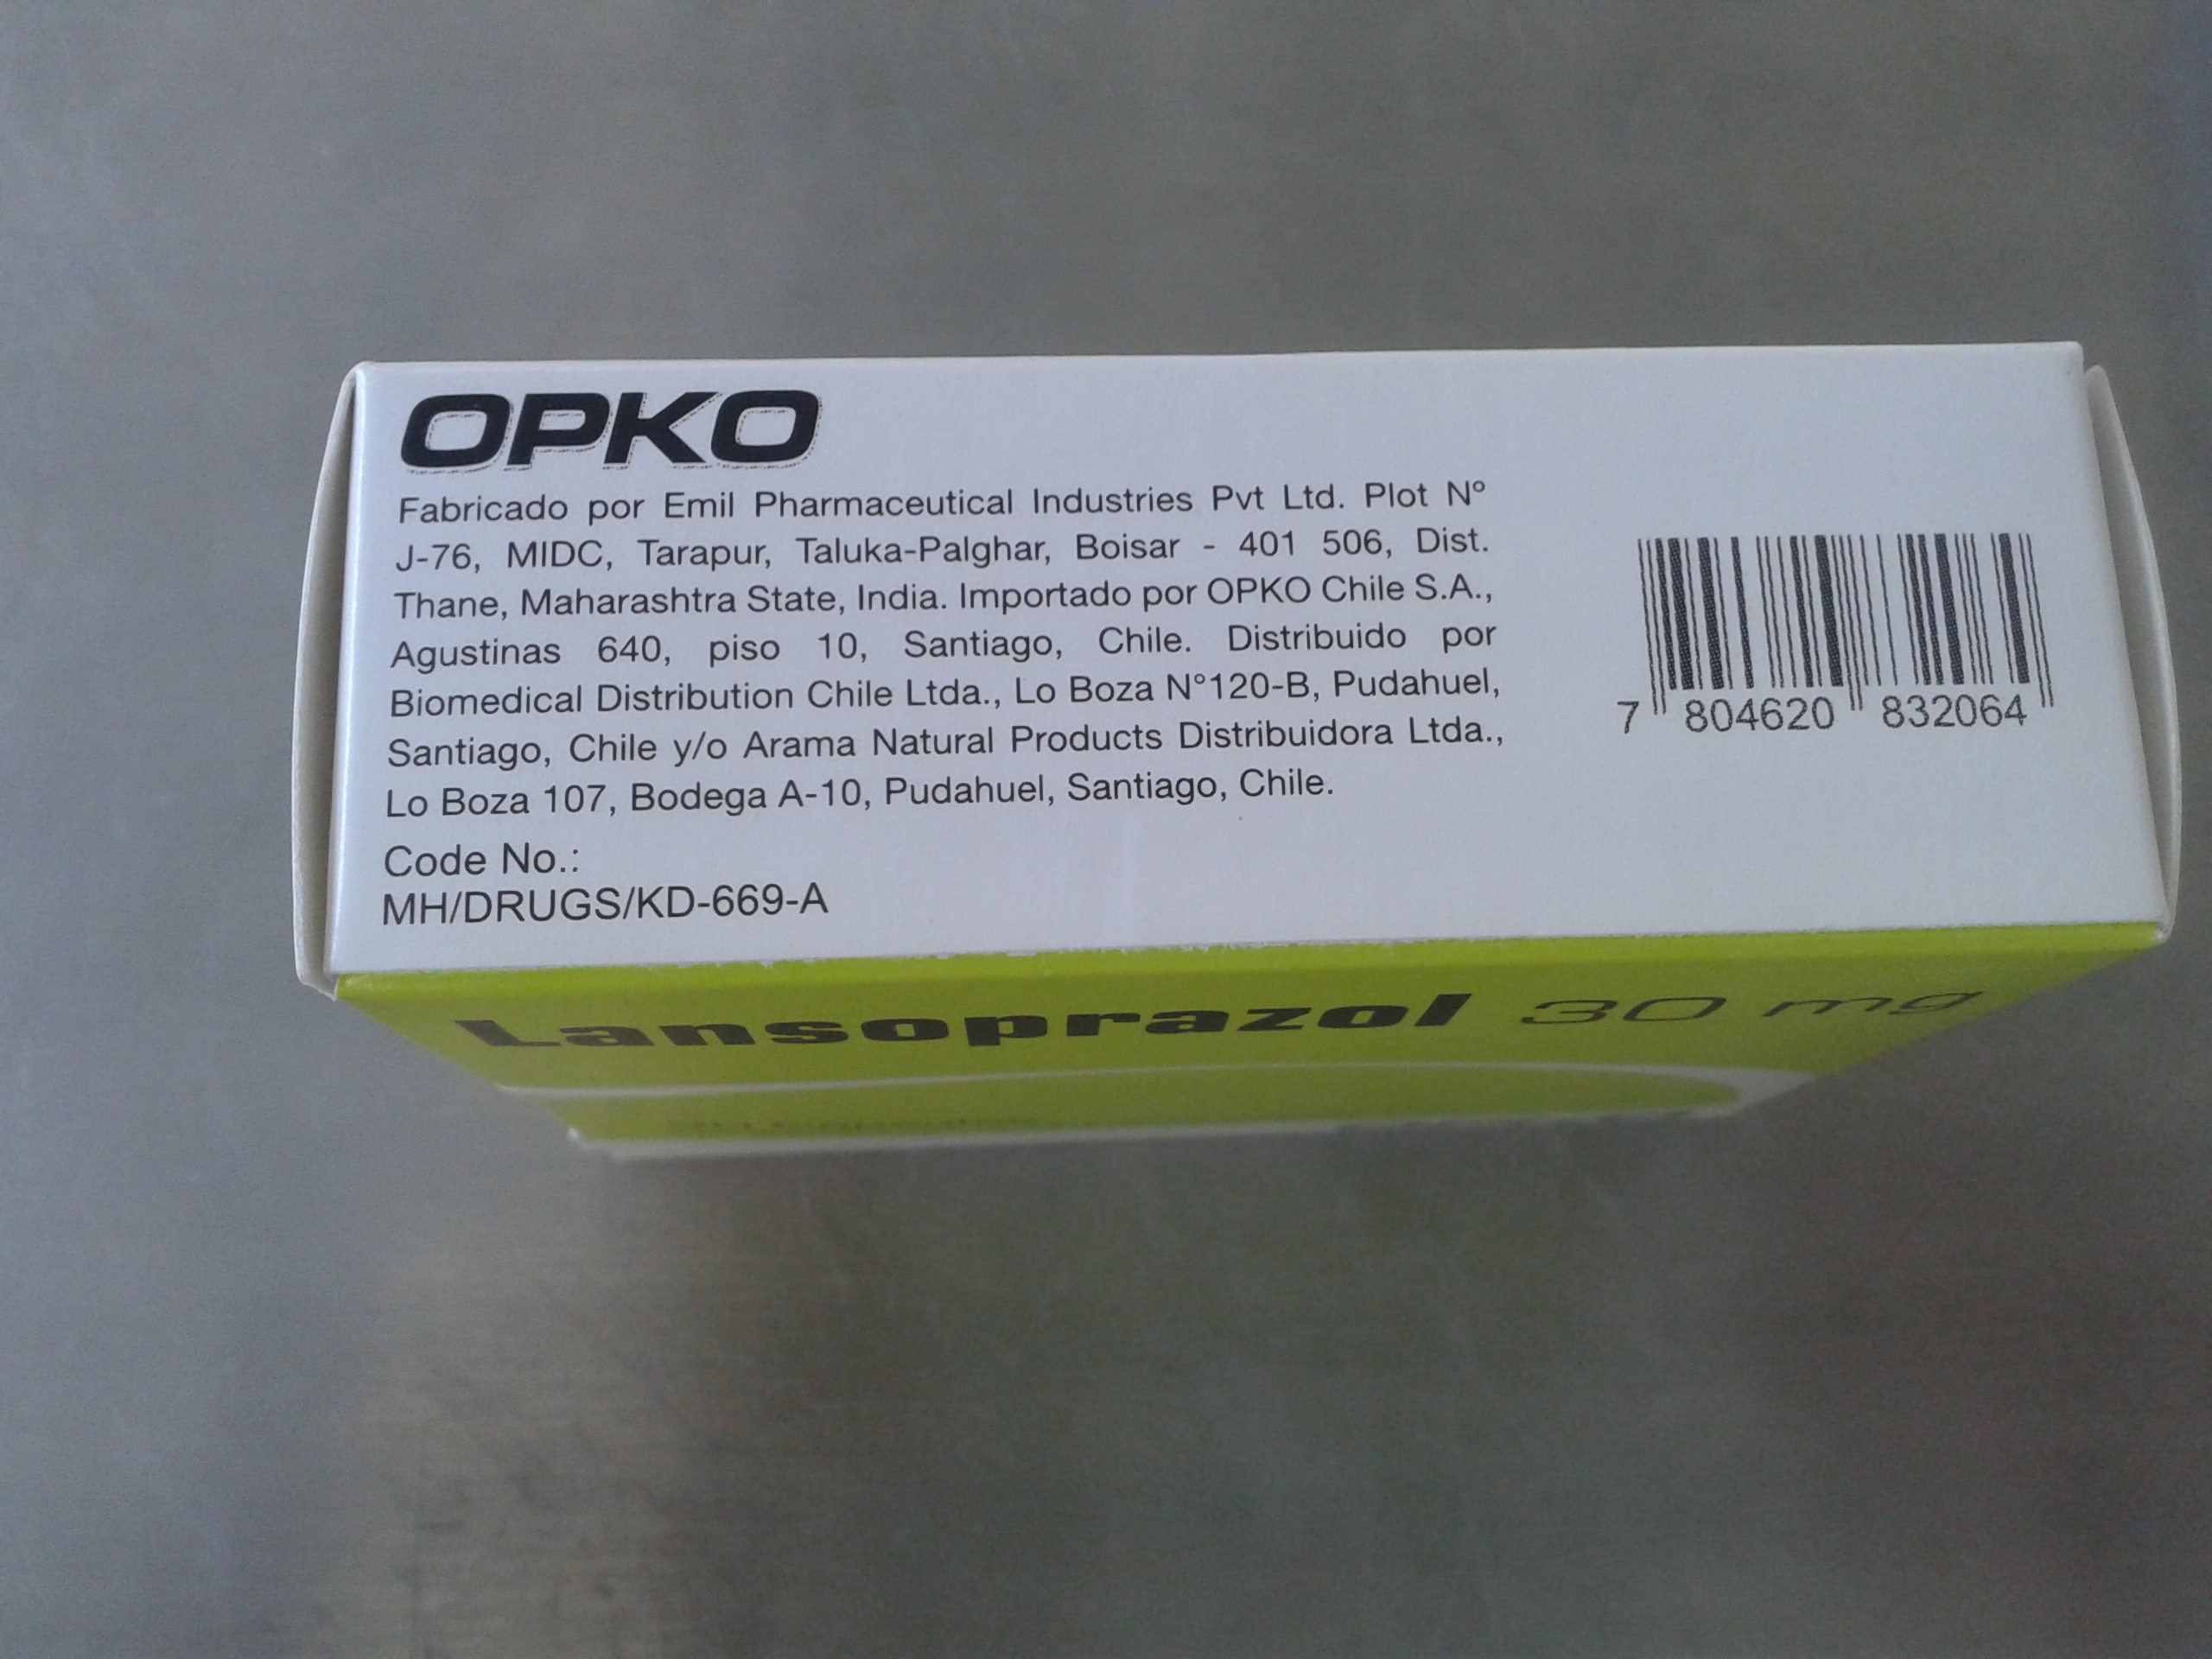 OPKO
Fabricado por Emil Pharmaceutical Industries Pvt Ltd. Plot Nº
J-76, MIDC, Tarapur, Taluka-Palghar, Boisar - 401 506, Dist.
Thane, Maharashtra State, India. Importado por OPKO Chile S.A.,
Agustinas 640, piso 10, Santiago, Chile. Distribuido por
Biomedical Distribution Chile Ltda., Lo Boza N°120-B, Pudahuel,
Santiago, Chile y/o Arama Natural Products Distribuidora Ltda.,
Lo Boza 107, Bodega A-10, Pudahuel, Santiago, Chile.
Code No.:
MH/DRUGS/KD-669-A
7 804620 832064
Lansoprazol 30 mg